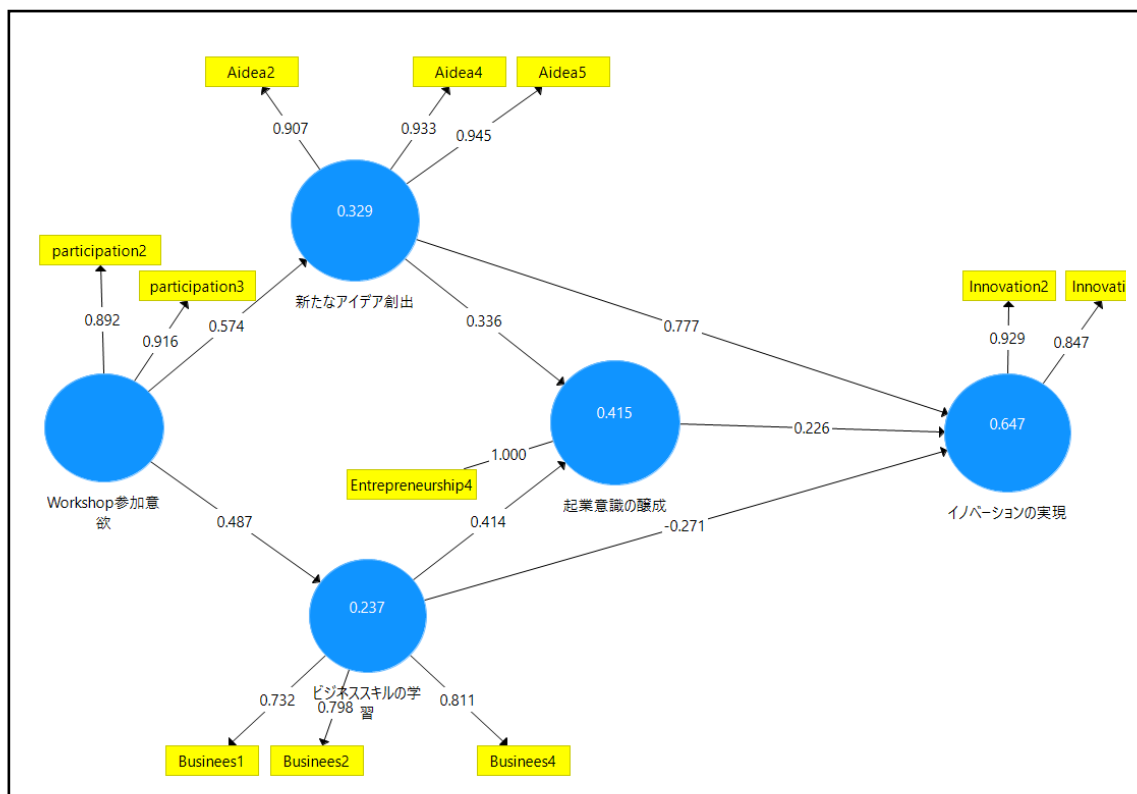 Aidea2
Aidea4
Aidea5
0.907
0.933
0.945
0.329
新たなアイデア創出
participation2
participation3
0.892
0.916
0.574
0.336
0.777
Innovation2
Innovati
0.929
0.847
0.415
0.226
0.647
1.000
Entrepreneurship4
起業意識の醸成
イノベーションの実現
Workshop参加意
欲
0.487
0.414
-0.271
0.237
ビジネススキルの学
習
0.732
0.798
0.811
Businees1
Businees2
Businees4